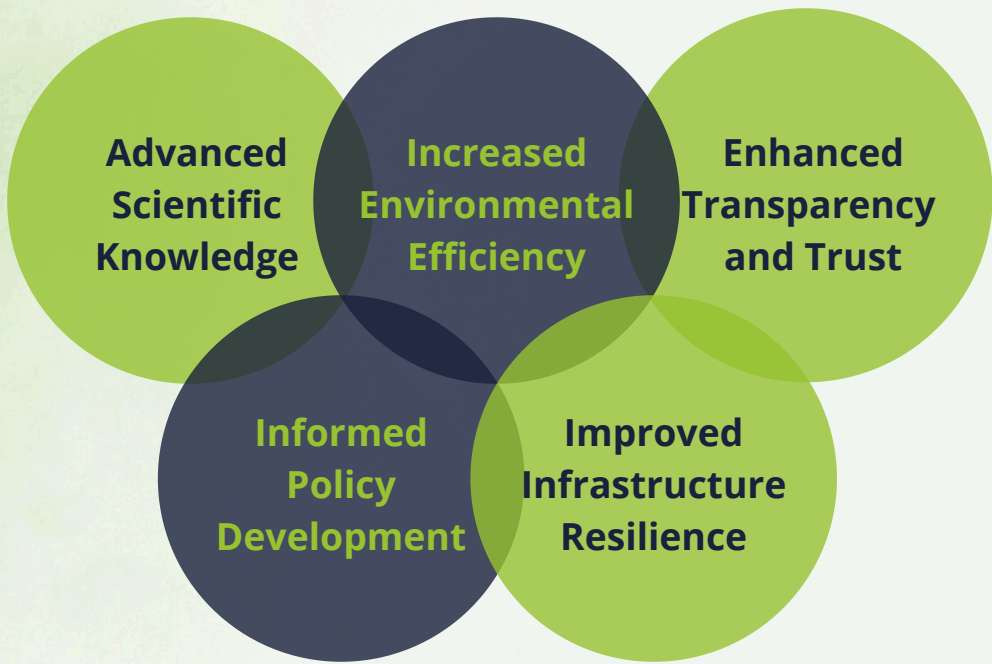 Advanced
Scientific
Knowledge
Increased
Environmental
Efficiency
Enhanced
Transparency
and Trust
Informed
Policy
Development
Improved
Infrastructure
Resilience